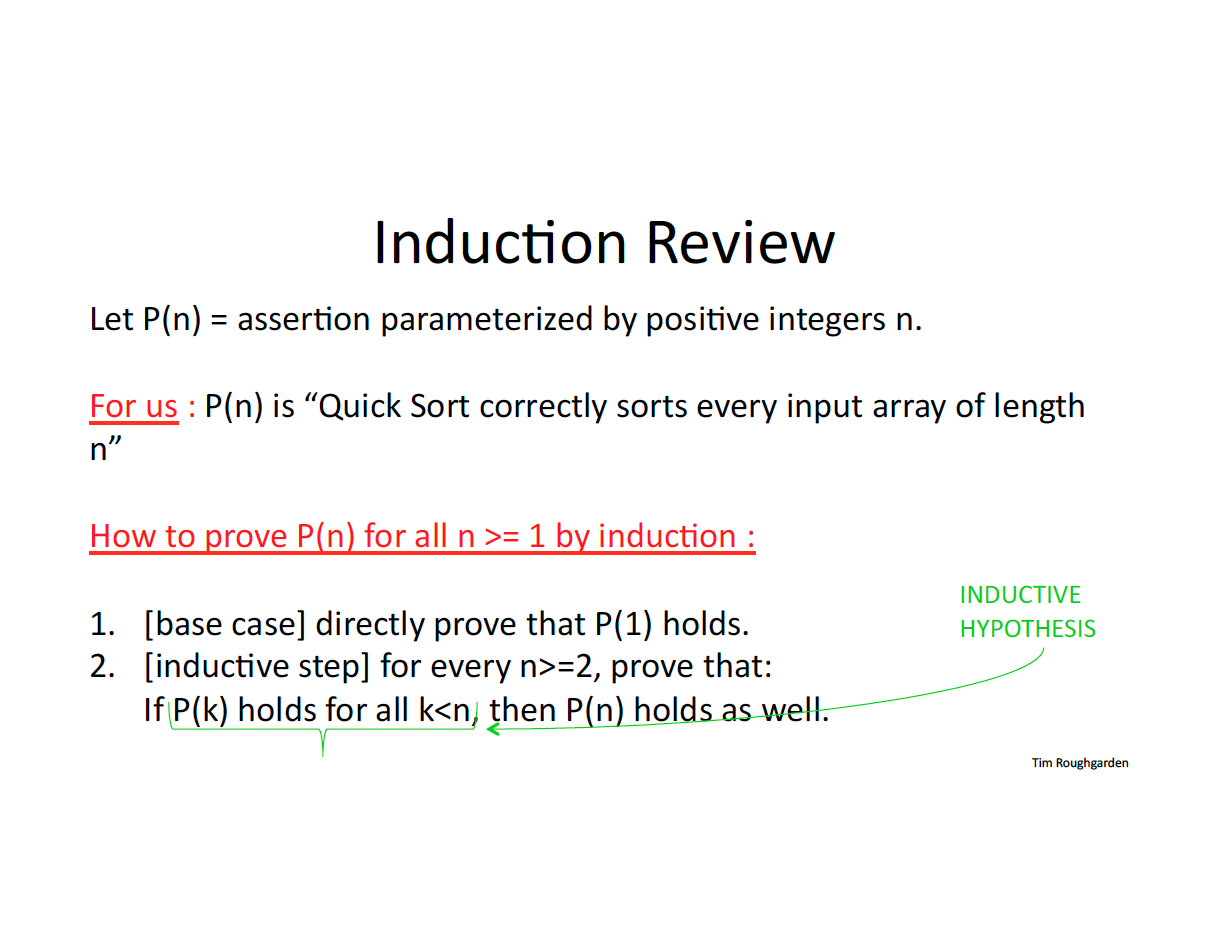 Induction Review
Let P(n) = assertion parameterized by positive integers n.
For us : P(n) is “Quick Sort correctly sorts every input array of length
n”
How to prove P(n) for all n >= 1 by induction :
INDUCTIVE
HYPOTHESIS
1. [base case] directly prove that P(1) holds.
2. [inductive step] for every n>=2, prove that:
If P(k) holds for all k<n, then P(n) holds as well.
Tim Roughgarden